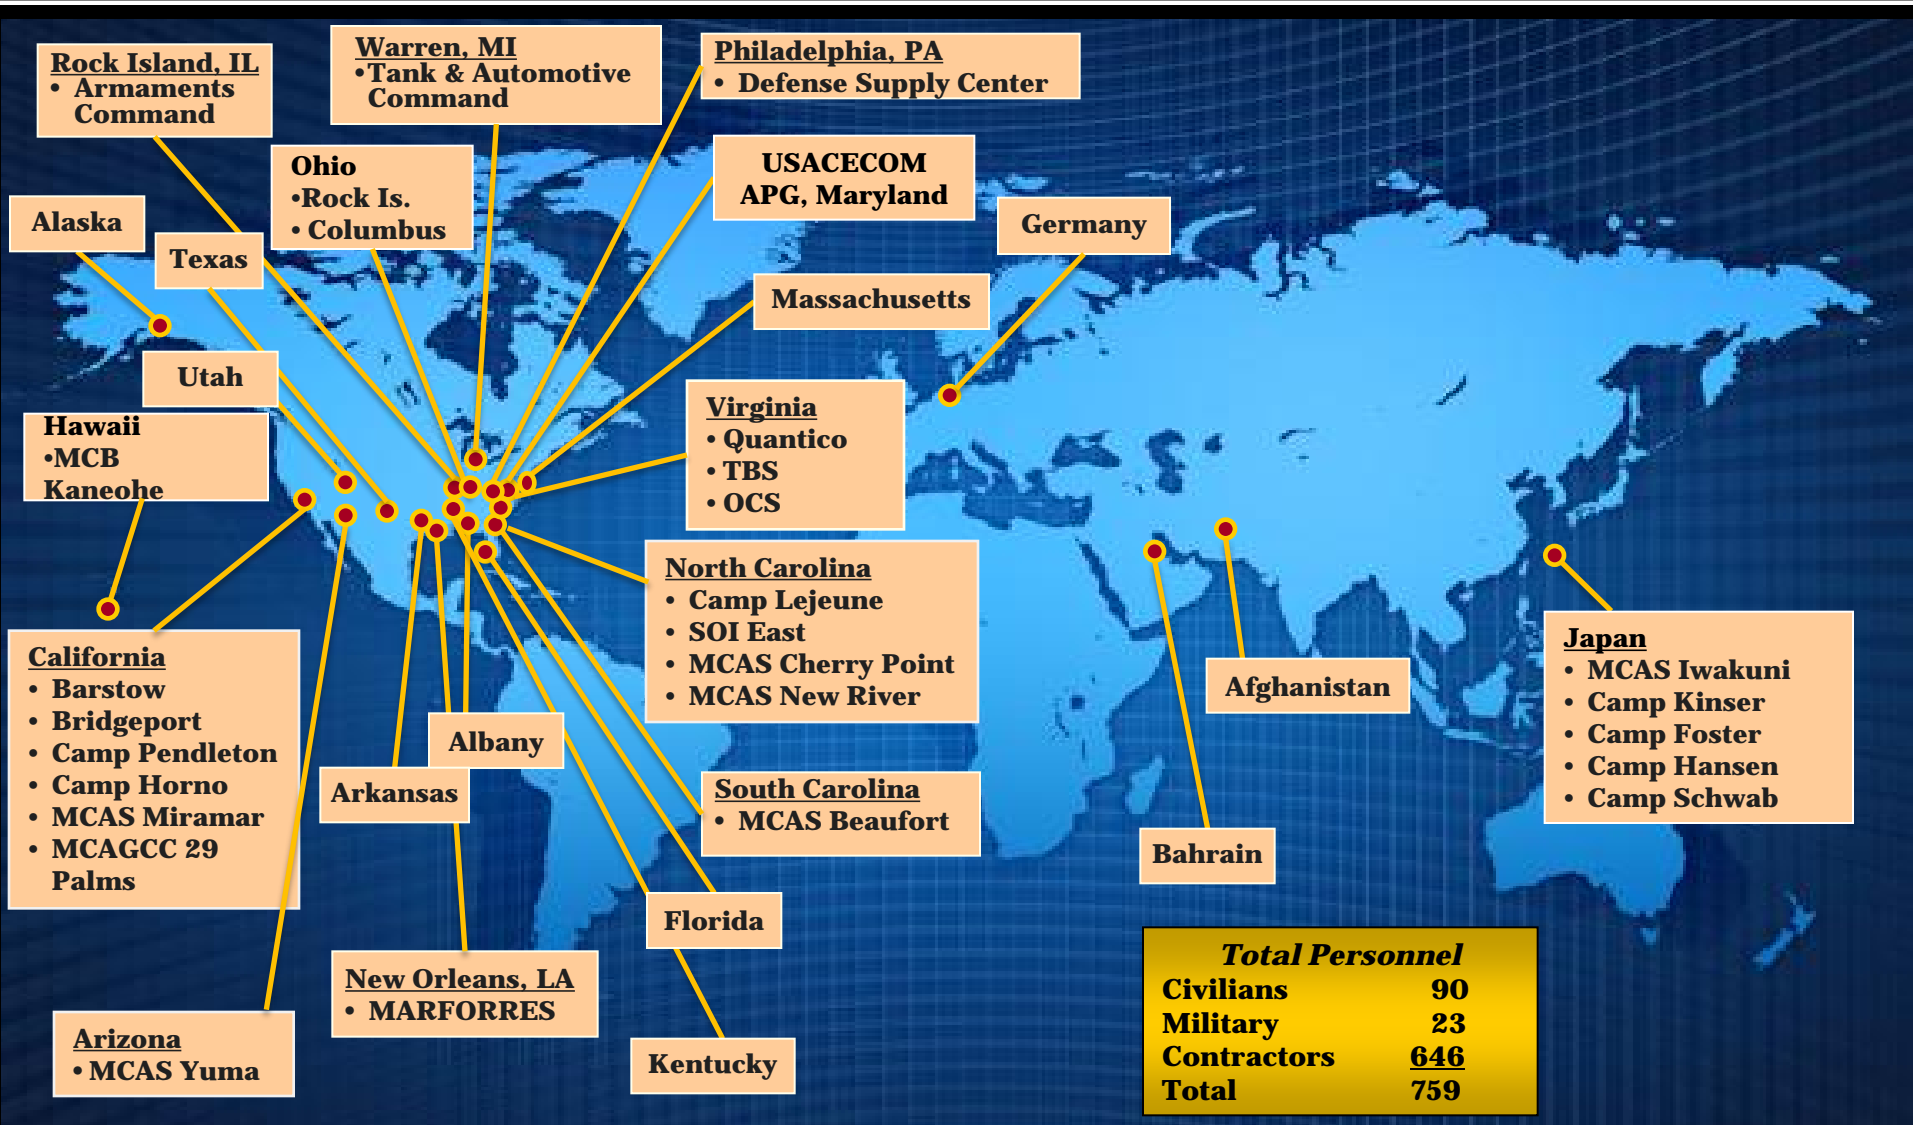 Rock Island, IL
• Armaments
Command
Warren, MI
•Tank & Automotive
Command
Philadelphia, PA
• Defense Supply Center
Ohio
•Rock Is.
• Columbus
USACECOM
APG, Maryland
Alaska
Texas
Germany
Massachusetts
Utah
Hawaii
•MCB
Kaneohe
Virginia
• Quantico
• TBS
• OCS
North Carolina
• Camp Lejeune
• SOI East
• MCAS Cherry Point
• MCAS New River
California
• Barstow
• Bridgeport
• Camp Pendleton
• Camp Horno
• MCAS Miramar
• MCAGCC 29
Palms
Japan
• MCAS Iwakuni
• Camp Kinser
• Camp Foster
• Camp Hansen
• Camp Schwab
Afghanistan
Albany
Arkansas
South Carolina
• MCAS Beaufort
Bahrain
Florida
New Orleans, LA
• MARFORRES
Arizona
• MCAS Yuma
Kentucky
Total Personnel
Civilians 90
Military 23
Contractors 646
Total 759